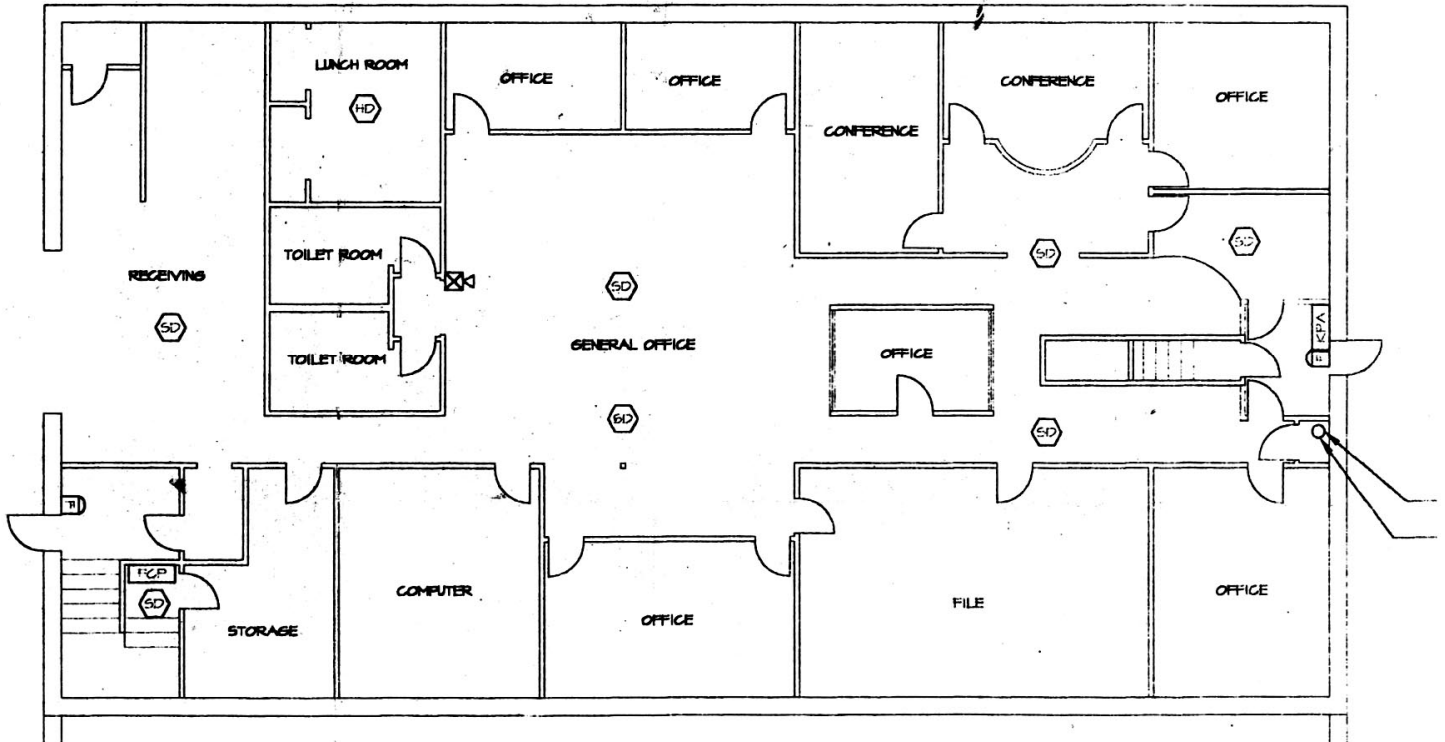 LUNCH ROOM
HD
OFFICE
OFFICE
CONFERENCE
CONFERENCE
OFFICE
TOILET ROOM
RECEIVING
SD
TOILET ROOM
SD
GENERAL OFFICE
SD
OFFICE
SD
SD
SD
KPA
F
F
FCP
SD
STORAGE
COMPUTER
OFFICE
FILE
OFFICE